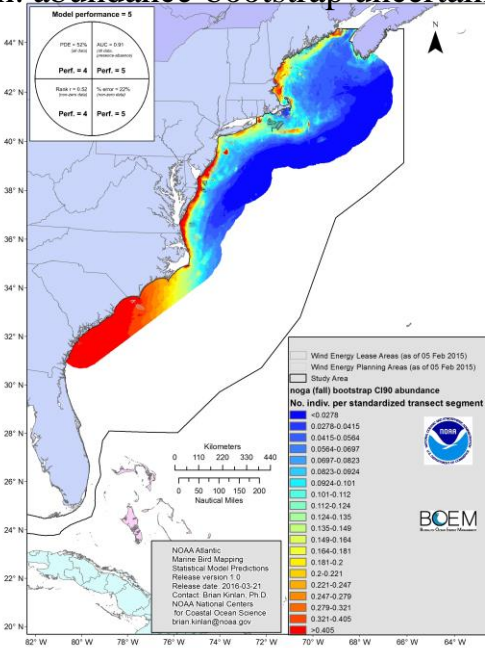 abundance bootstrap
Model performance = 5
PDE = 52%
(all data)
Perf. = 4
AUC = 0.91
(all data, presence/absence)
Perf. = 5
Rank r = 0.52
(non-zero data)
Perf. = 4
% error = 22%
(non-zero data)
Perf. = 5
N
44° N
42° N
40° N
38° N
36° N
34° N
32° N
30° N
28° N
26° N
24° N
22° N
20° N
82° W 80° W 78° W 76° W 74° W 72° W 70° W 68° W 66° W 64° W
Kilometers
0 110 220 330 440
0 50 100 150 200
Nautical Miles
NOAA Atlantic
Marine Bird Mapping
Statistical Model Predictions
Release version 1.0
Release date: 2016-03-21
Contact: Brian Kinlan, Ph.D.
NOAA National Centers
for Coastal Ocean Science
brian.kinlan@noaa.gov
Wind Energy Lease Areas (as of 05 Feb 2015)
Wind Energy Planning Areas (as of 05 Feb 2015)
Study Area
noga (fall) bootstrap CI90 abundance
No. indiv. per standardized transect segment
<0.0278
0.0278-0.0415
0.0415-0.0564
0.0564-0.0697
0.0697-0.0823
0.0823-0.0924
0.0924-0.101
0.101-0.112
0.112-0.124
0.124-0.135
0.135-0.149
0.149-0.164
0.164-0.181
0.181-0.2
0.2-0.221
0.221-0.247
0.247-0.279
0.279-0.321
0.321-0.405
>0.405
NOAA
BOEM
BUREAU OF OCEAN ENERGY MANAGEMENT